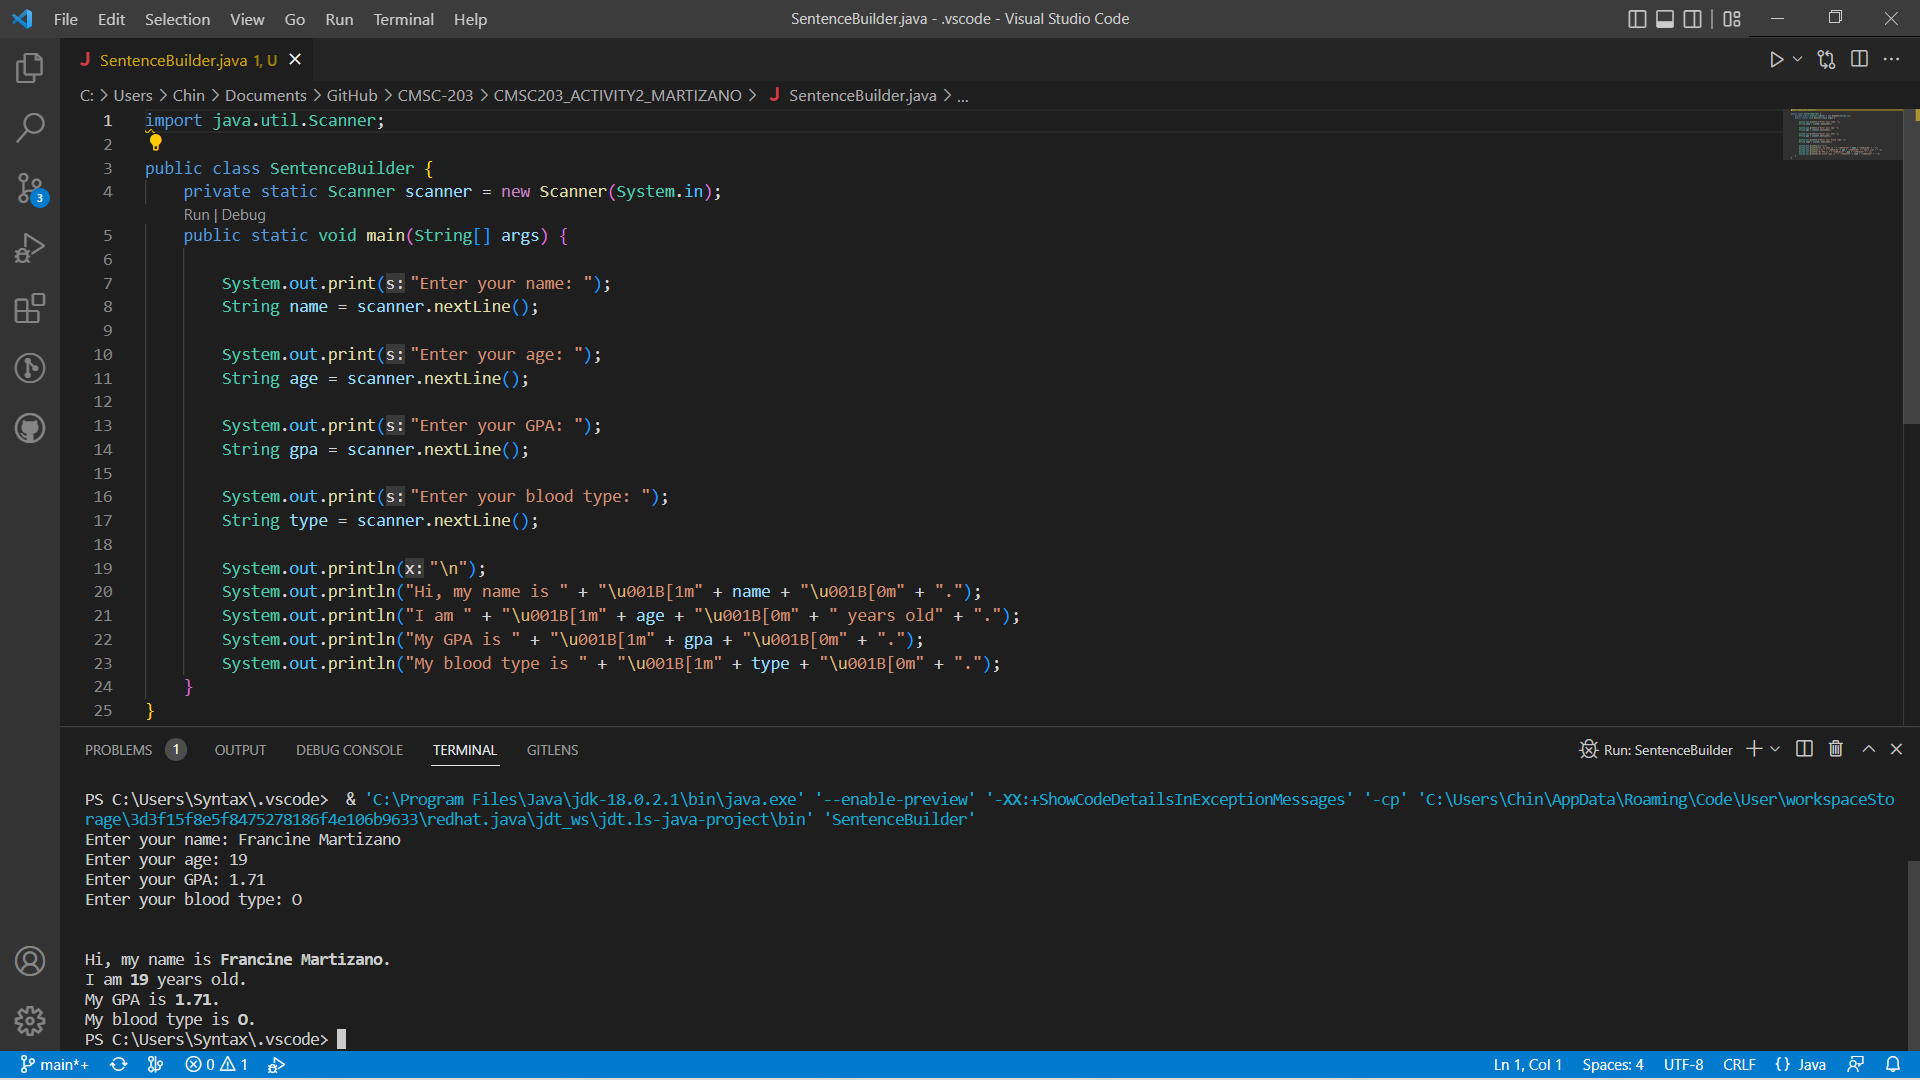 File Edit Selection View Go Run Terminal Help SentenceBuilder.java - .vscode - Visual Studio Code
SentenceBuilder.java 1, U
C: > Users > Chin > Documents > GitHub > CMSC-203 > CMSC203_ACTIVITY2_MARTIZANO > J SentenceBuilder.java > ...
1 import java.util.Scanner;
2
3 public class SentenceBuilder {
4 private static Scanner scanner = new Scanner(System.in);
Run | Debug
5 public static void main(String[] args) {
6
7 System.out.print(s: "Enter your name: ");
8 String name = scanner.nextLine();
9
10 System.out.print(s: "Enter your age: ");
11 String age = scanner.nextLine();
12
13 System.out.print(s: "Enter your GPA: ");
14 String gpa = scanner.nextLine();
15
16 System.out.print(s: "Enter your blood type: ");
17 String type = scanner.nextLine();
18
19 System.out.println(x: "\n");
20 System.out.println("Hi, my name is " + "\u001B[1m" + name + "\u001B[0m" + ".");
21 System.out.println("I am " + "\u001B[1m" + age + "\u001B[0m" + " years old" + ".");
22 System.out.println("My GPA is " + "\u001B[1m" + gpa + "\u001B[0m" + ".");
23 System.out.println("My blood type is " + "\u001B[1m" + type + "\u001B[0m" + ".");
24 }
25 }
3
PROBLEMS 1 OUTPUT DEBUG CONSOLE TERMINAL GITLENS Run: SentenceBuilder
PS C:\Users\Syntax\.vscode> & 'C:\Program Files\Java\jdk-18.0.2.1\bin\java.exe' '--enable-preview' '-XX:+ShowCodeDetailsInExceptionMessages' '-cp' 'C:\Users\Chin\AppData\Roaming\Code\User\workspaceSto
rage\3d3f15f8e5f8475278186f4e106b9633\redhat.java\jdt_ws\jdt.ls-java-project\bin' 'SentenceBuilder'
Enter your name: Francine Martizano
Enter your age: 19
Enter your GPA: 1.71
Enter your blood type: O
Hi, my name is Francine Martizano.
I am 19 years old.
My GPA is 1.71.
My blood type is O.
PS C:\Users\Syntax\.vscode>
main*+ 0 1 Ln 1, Col 1 Spaces: 4 UTF-8 CRLF {} Java